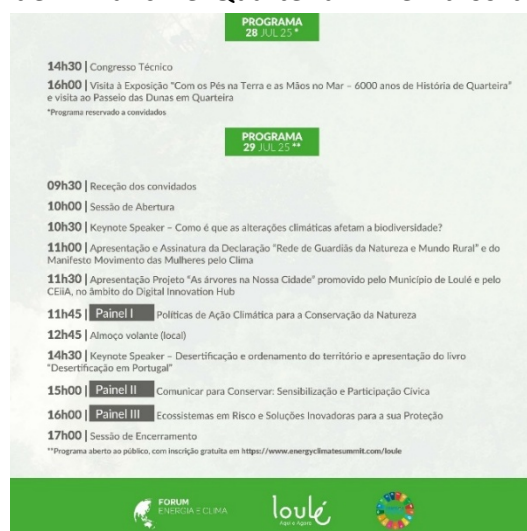 PROGRAMA
28 JUL 25 *
14h30 | Congresso Técnico
16h00 | Visita à Exposição "Com os Pés na Terra e as Mãos no Mar – 6000 anos de História de Quarteira"
e visita ao Passeio das Dunas em Quarteira
*Programa reservado a convidados
PROGRAMA
29 JUL 25 **
09h30 | Receção dos convidados
10h00 | Sessão de Abertura
10h30 | Keynote Speaker – Como é que as alterações climáticas afetam a biodiversidade?
11h00 | Apresentação e Assinatura da Declaração "Rede de Guardiãs da Natureza e Mundo Rural" e do
Manifesto Movimento das Mulheres pelo Clima
11h30 | Apresentação Projeto "As árvores na Nossa Cidade" promovido pelo Município de Loulé e pelo
CEiiA, no âmbito do Digital Innovation Hub
11h45 | Painel I Políticas de Ação Climática para a Conservação da Natureza
12h45 | Almoço volante (local)
14h30 | Keynote Speaker – Desertificação e ordenamento do território e apresentação do livro
"Desertificação em Portugal"
15h00 | Painel II Comunicar para Conservar: Sensibilização e Participação Cívica
16h00 | Painel III Ecossistemas em Risco e Soluções Inovadoras para a sua Proteção
17h00 | Sessão de Encerramento
**Programa aberto ao público, com inscrição gratuita em https://www.energyclimatesummit.com/loule
FORUM
ENERGIA E CLIMA
loulé
Aqui e Agora